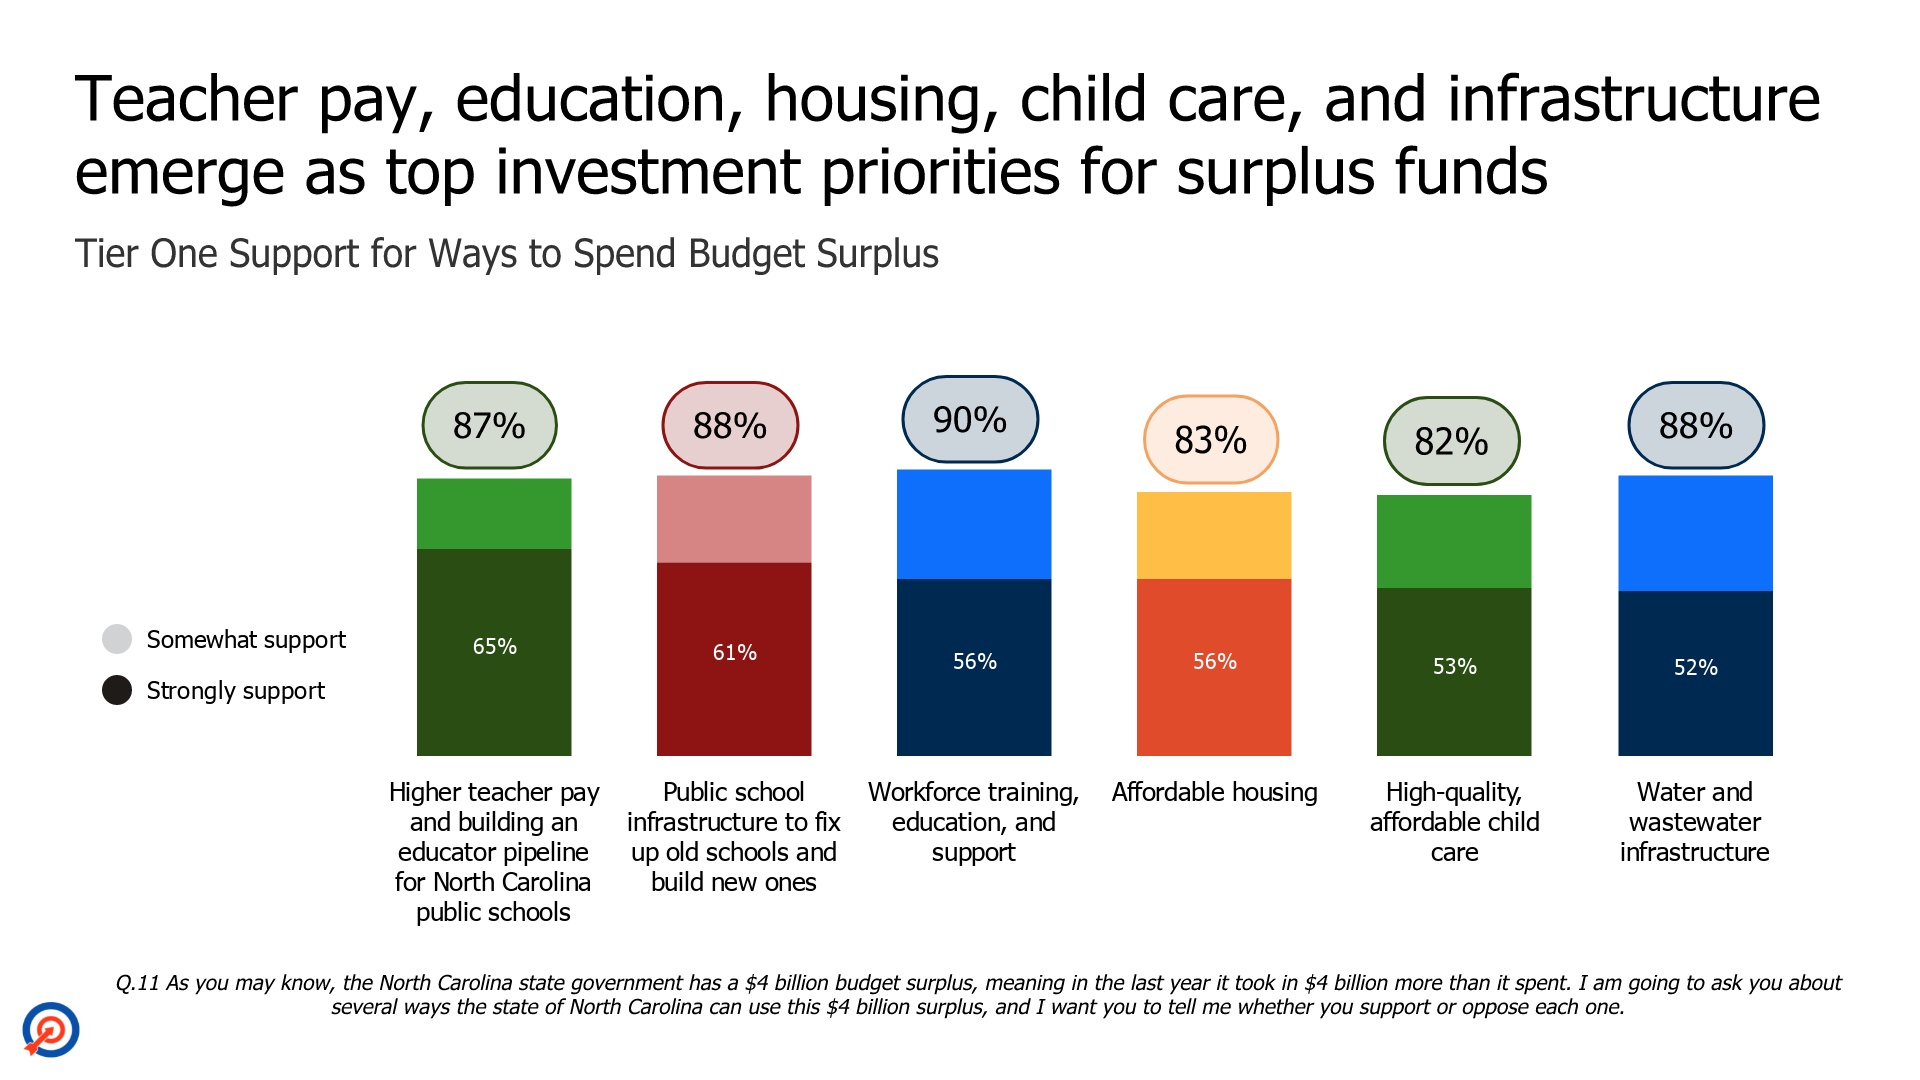 Teacher pay, education, housing, child care, and infrastructure
emerge as top investment priorities for surplus funds
Tier One Support for Ways to Spend Budget Surplus
87%
88%
90%
83%
82%
88%
Somewhat support
Strongly support
65%
61%
56%
56%
53%
52%
Higher teacher pay
and building an
educator pipeline
for North Carolina
public schools
Public school
infrastructure to fix
up old schools and
build new ones
Workforce training,
education, and
support
Affordable housing
High-quality,
affordable child
care
Water and
wastewater
infrastructure
Q.11 As you may know, the North Carolina state government has a $4 billion budget surplus, meaning in the last year it took in $4 billion more than it spent. I am going to ask you about
several ways the state of North Carolina can use this $4 billion surplus, and I want you to tell me whether you support or oppose each one.